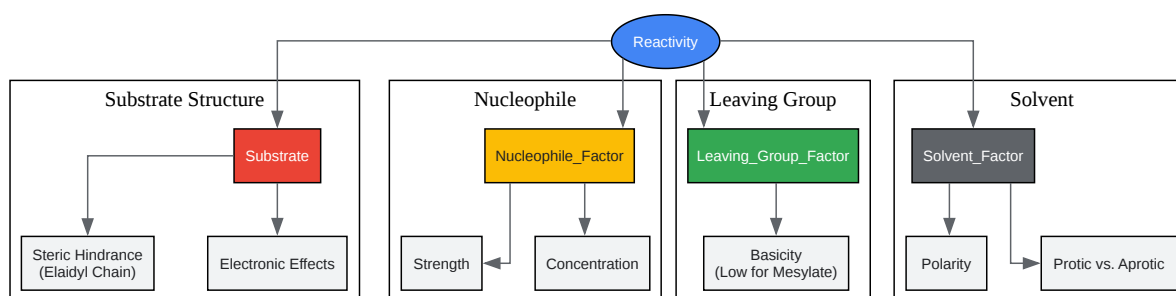 Reactivity
Substrate Structure
Nucleophile
Leaving Group
Solvent
Substrate
Nucleophile_Factor
Leaving_Group_Factor
Solvent_Factor
Steric Hindrance
(Elaidyl Chain)
Electronic Effects
Strength
Concentration
Basicity
(Low for Mesylate)
Polarity
Protic vs. Aprotic